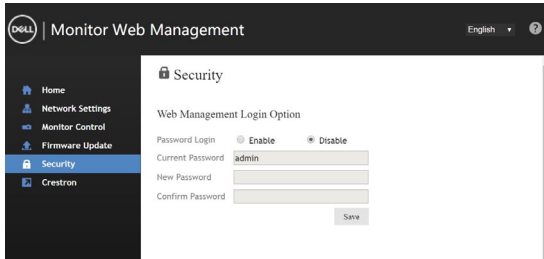 DELL | Monitor Web Management
English
?
Home
Network Settings
Monitor Control
Firmware Update
Security
Crestron
Security
Web Management Login Option
Password Login Enable Disable
Current Password admin
New Password
Confirm Password
Save